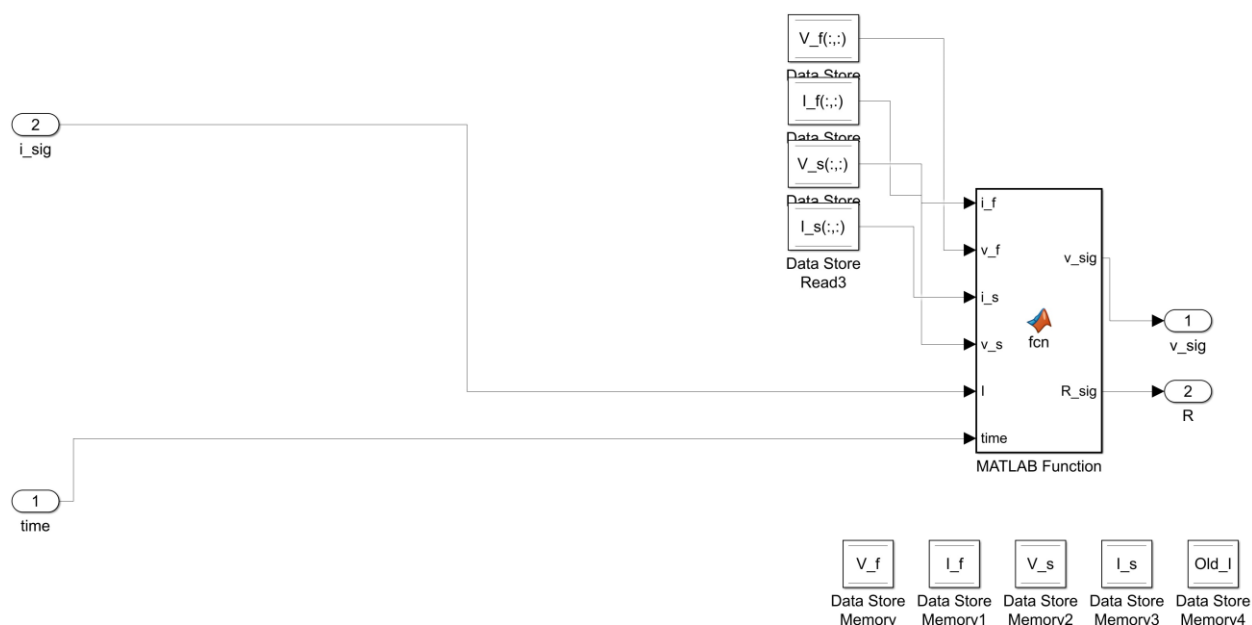 V_f(:,:)
Data Store
I_f(:,:)
Data Store
V_s(:,:)
Data Store
I_s(:,:)
Data Store
Read3
2
i_sig
1
time
i_f
v_f
i_s
v_s
I
time
fcn
v_sig
R_sig
MATLAB Function
1
v_sig
2
R
V_f
Data Store
Memory
I_f
Data Store
Memory1
V_s
Data Store
Memory2
I_s
Data Store
Memory3
Old_I
Data Store
Memory4